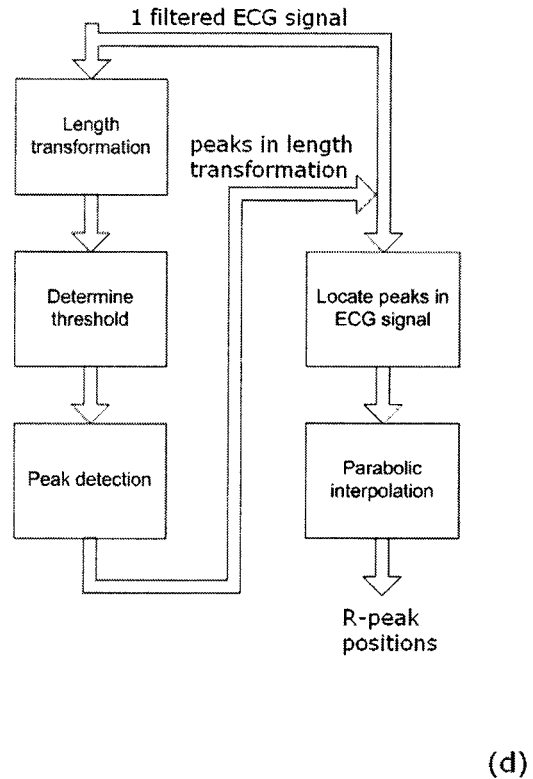 1 filtered ECG signal
Length
transformation
peaks in length
transformation
Determine
threshold
Locate peaks in
ECG signal
Peak detection
Parabolic
interpolation
R-peak
positions
(d)